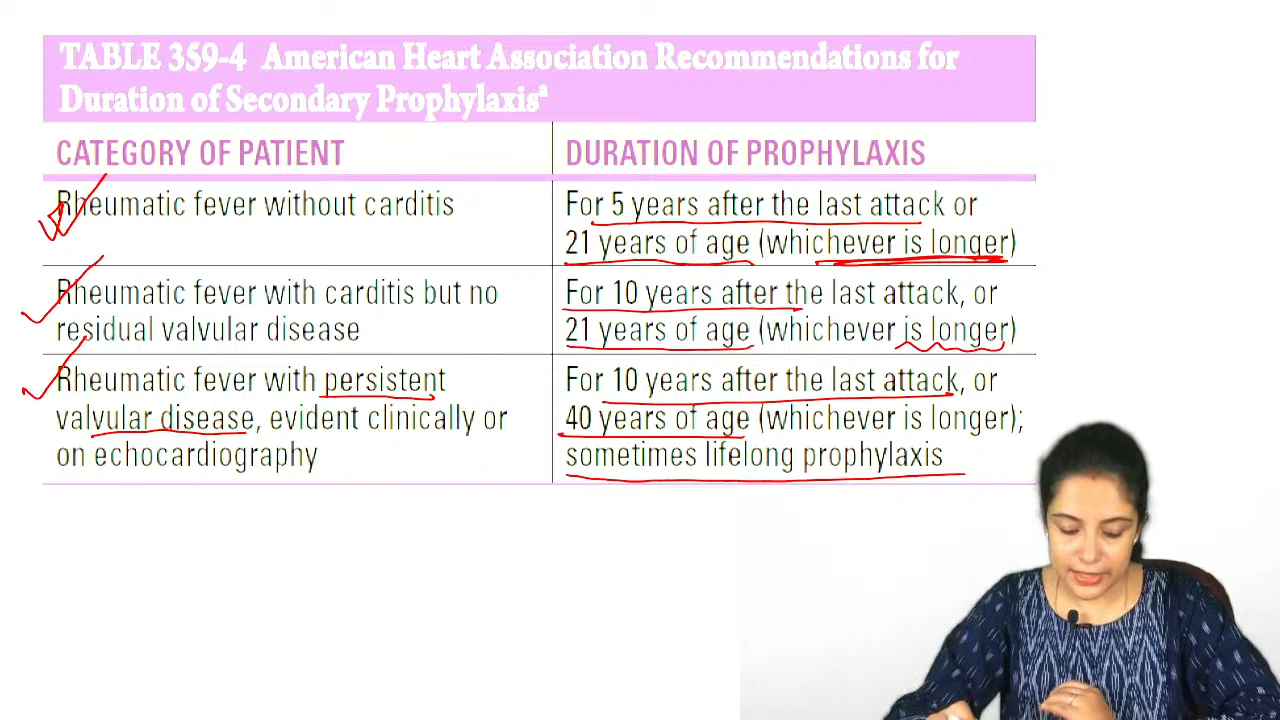 TABLE 359-4 American Heart Association Recommendations for
Duration of Secondary Prophylaxisª
CATEGORY OF PATIENT
DURATION OF PROPHYLAXIS
Rheumatic fever without carditis
For 5 years after the last attack or
21 years of age (whichever is longer)
Rheumatic fever with carditis but no
residual valvular disease
For 10 years after the last attack, or
21 years of age (whichever is longer)
Rheumatic fever with persistent
valvular disease, evident clinically or
on echocardiography
For 10 years after the last attack, or
40 years of age (whichever is longer);
sometimes lifelong prophylaxis